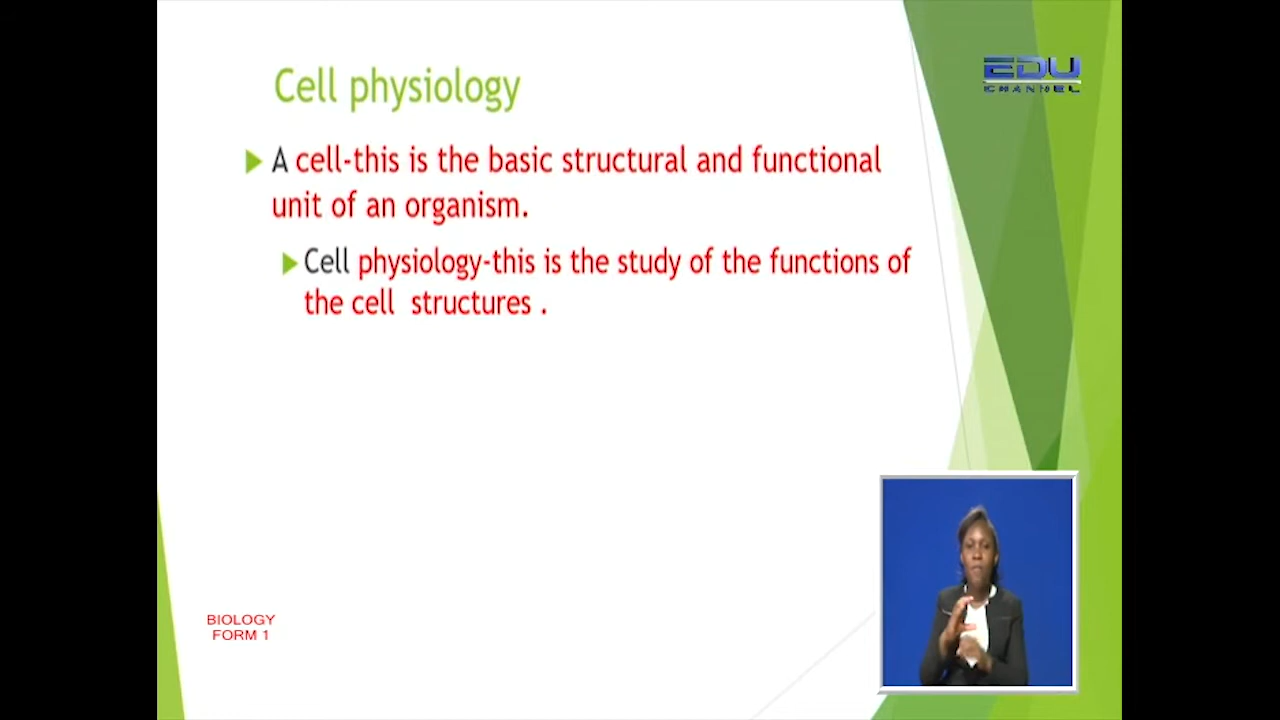 Cell physiology
EDU
CHANNEL
A cell-this is the basic structural and functional
unit of an organism.
Cell physiology-this is the study of the functions of
the cell structures .
BIOLOGY
FORM 1